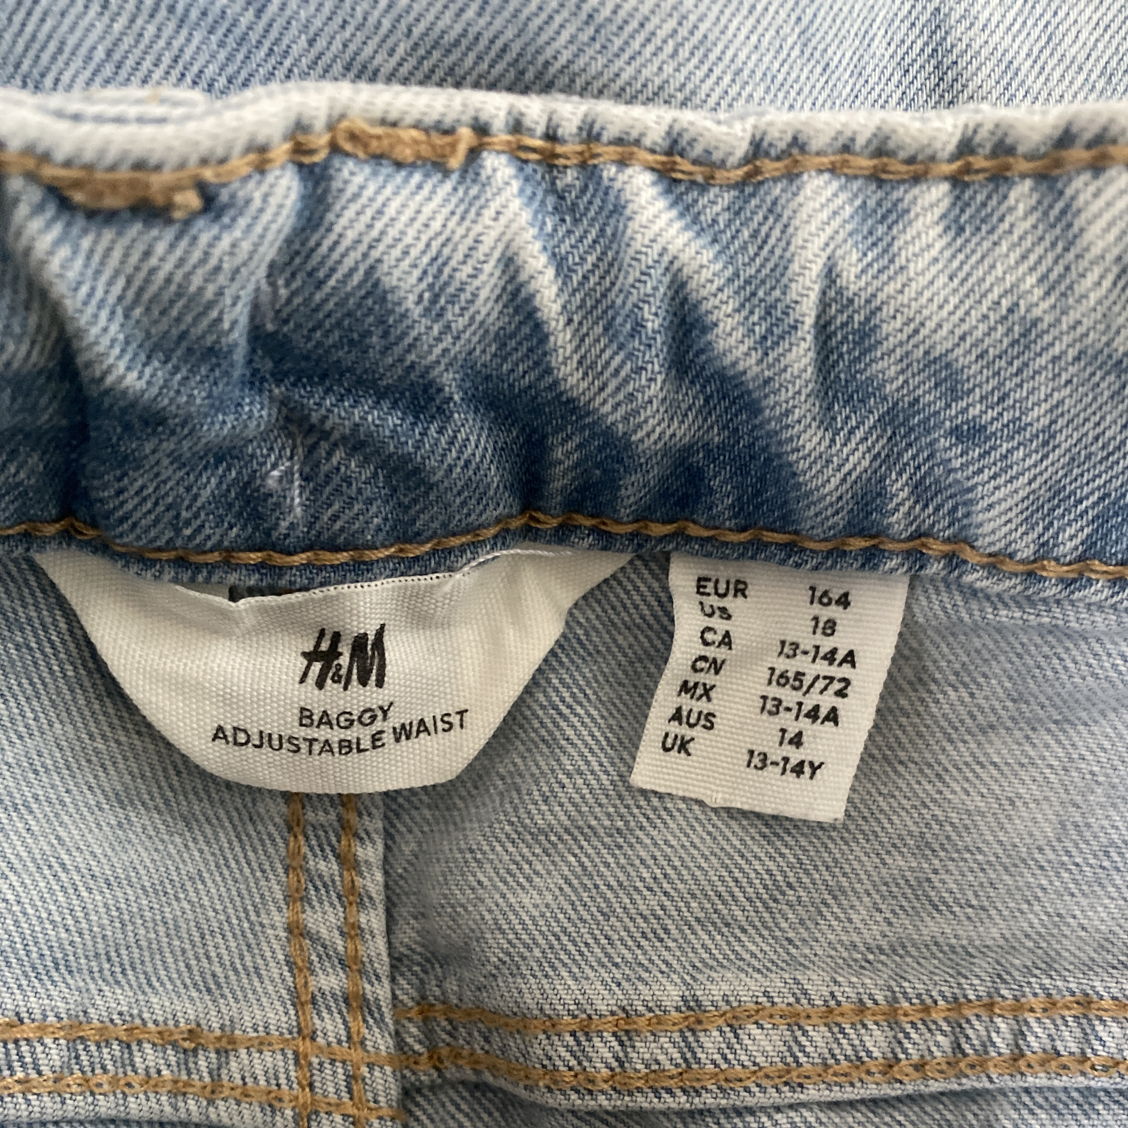 H&M
BAGGY
ADJUSTABLE WAIST
EUR 164
US 18
CA 13-14A
CN 165/72
MX 13-14A
AUS 14
UK 13-14Y